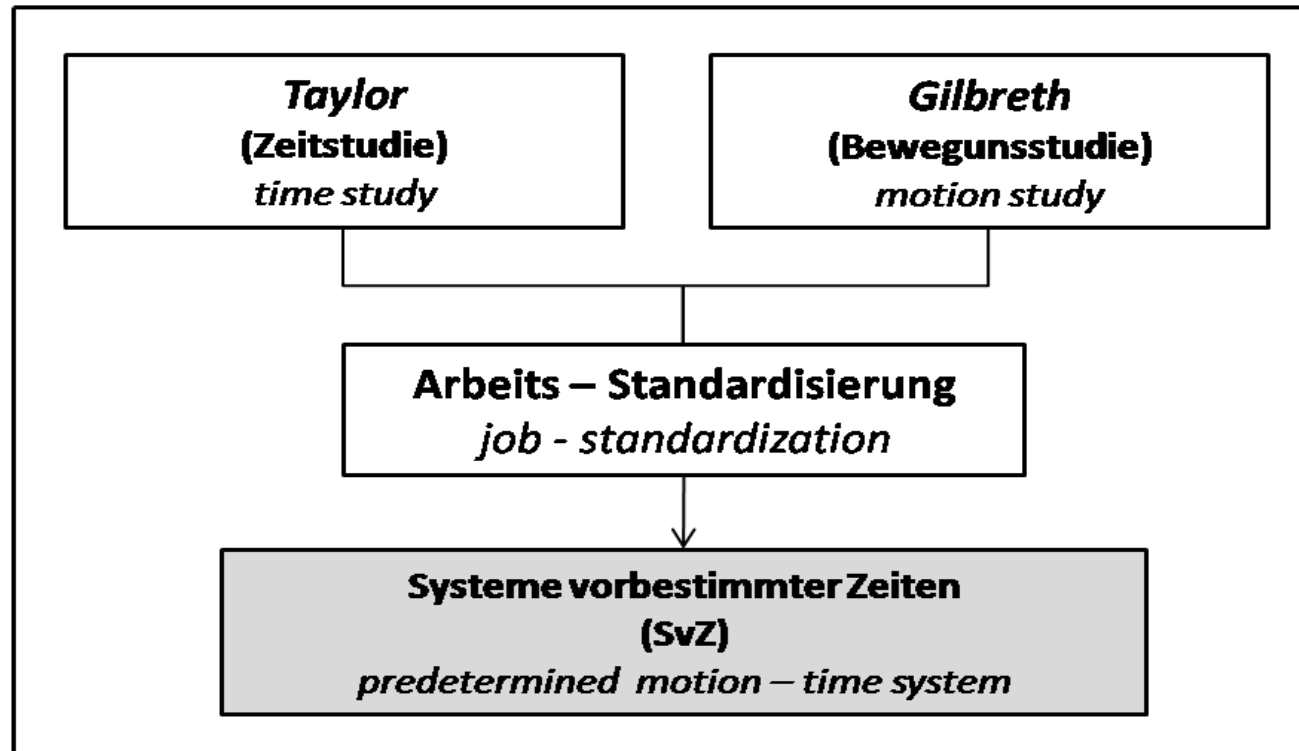 Taylor
(Zeitstudie)
time study
Gilbreth
(Bewegunsstudie)
motion study
Arbeits – Standardisierung
job - standardization
Systeme vorbestimmter Zeiten
(SvZ)
predetermined motion – time system